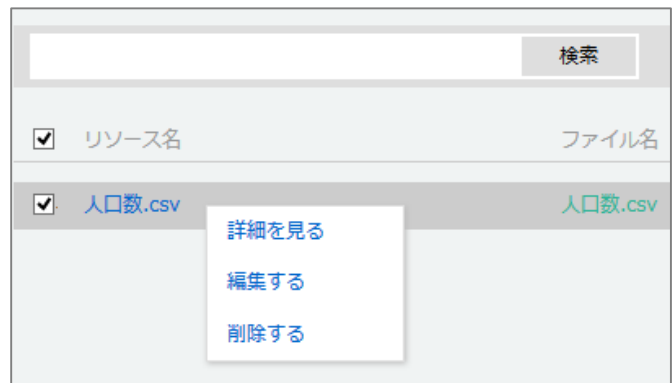 検索
リソース名 ファイル名
人口数.csv 人口数.csv
詳細を見る
編集する
削除する